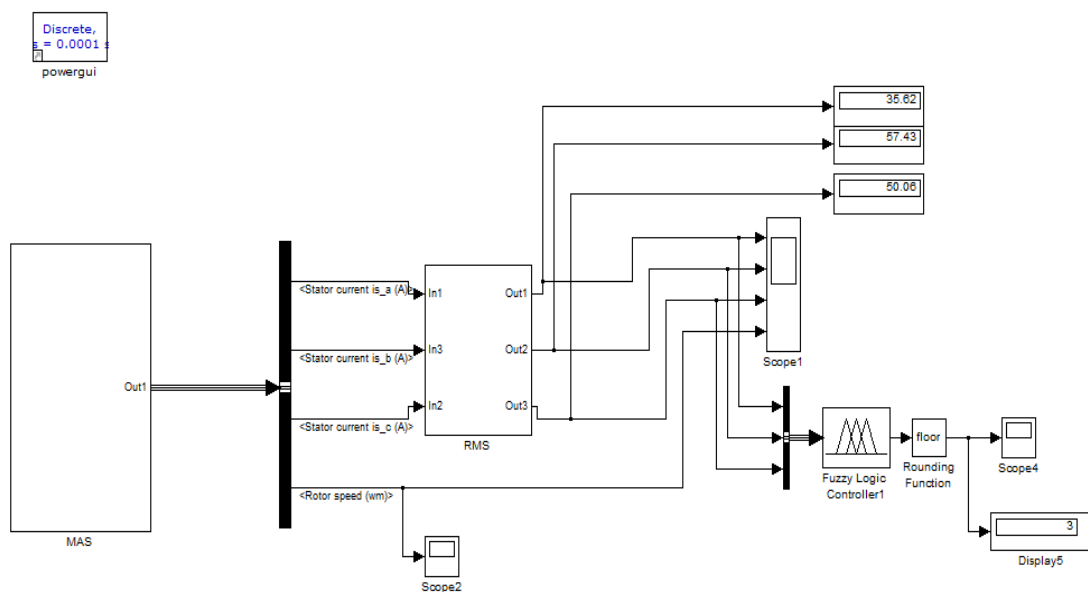 Discrete,
s = 0.0001 s
powergui
35.62
57.43
50.06
<Stator current is_a (A)>
In1
Out1
<Stator current is_b (A)>
In3
Out2
Scope1
Out1
<Stator current is_c (A)>
In2
Out3
RMS
floor
Fuzzy Logic
Controller1
Rounding
Function
Scope4
<Rotor speed (wm)>
3
MAS
Display5
Scope2